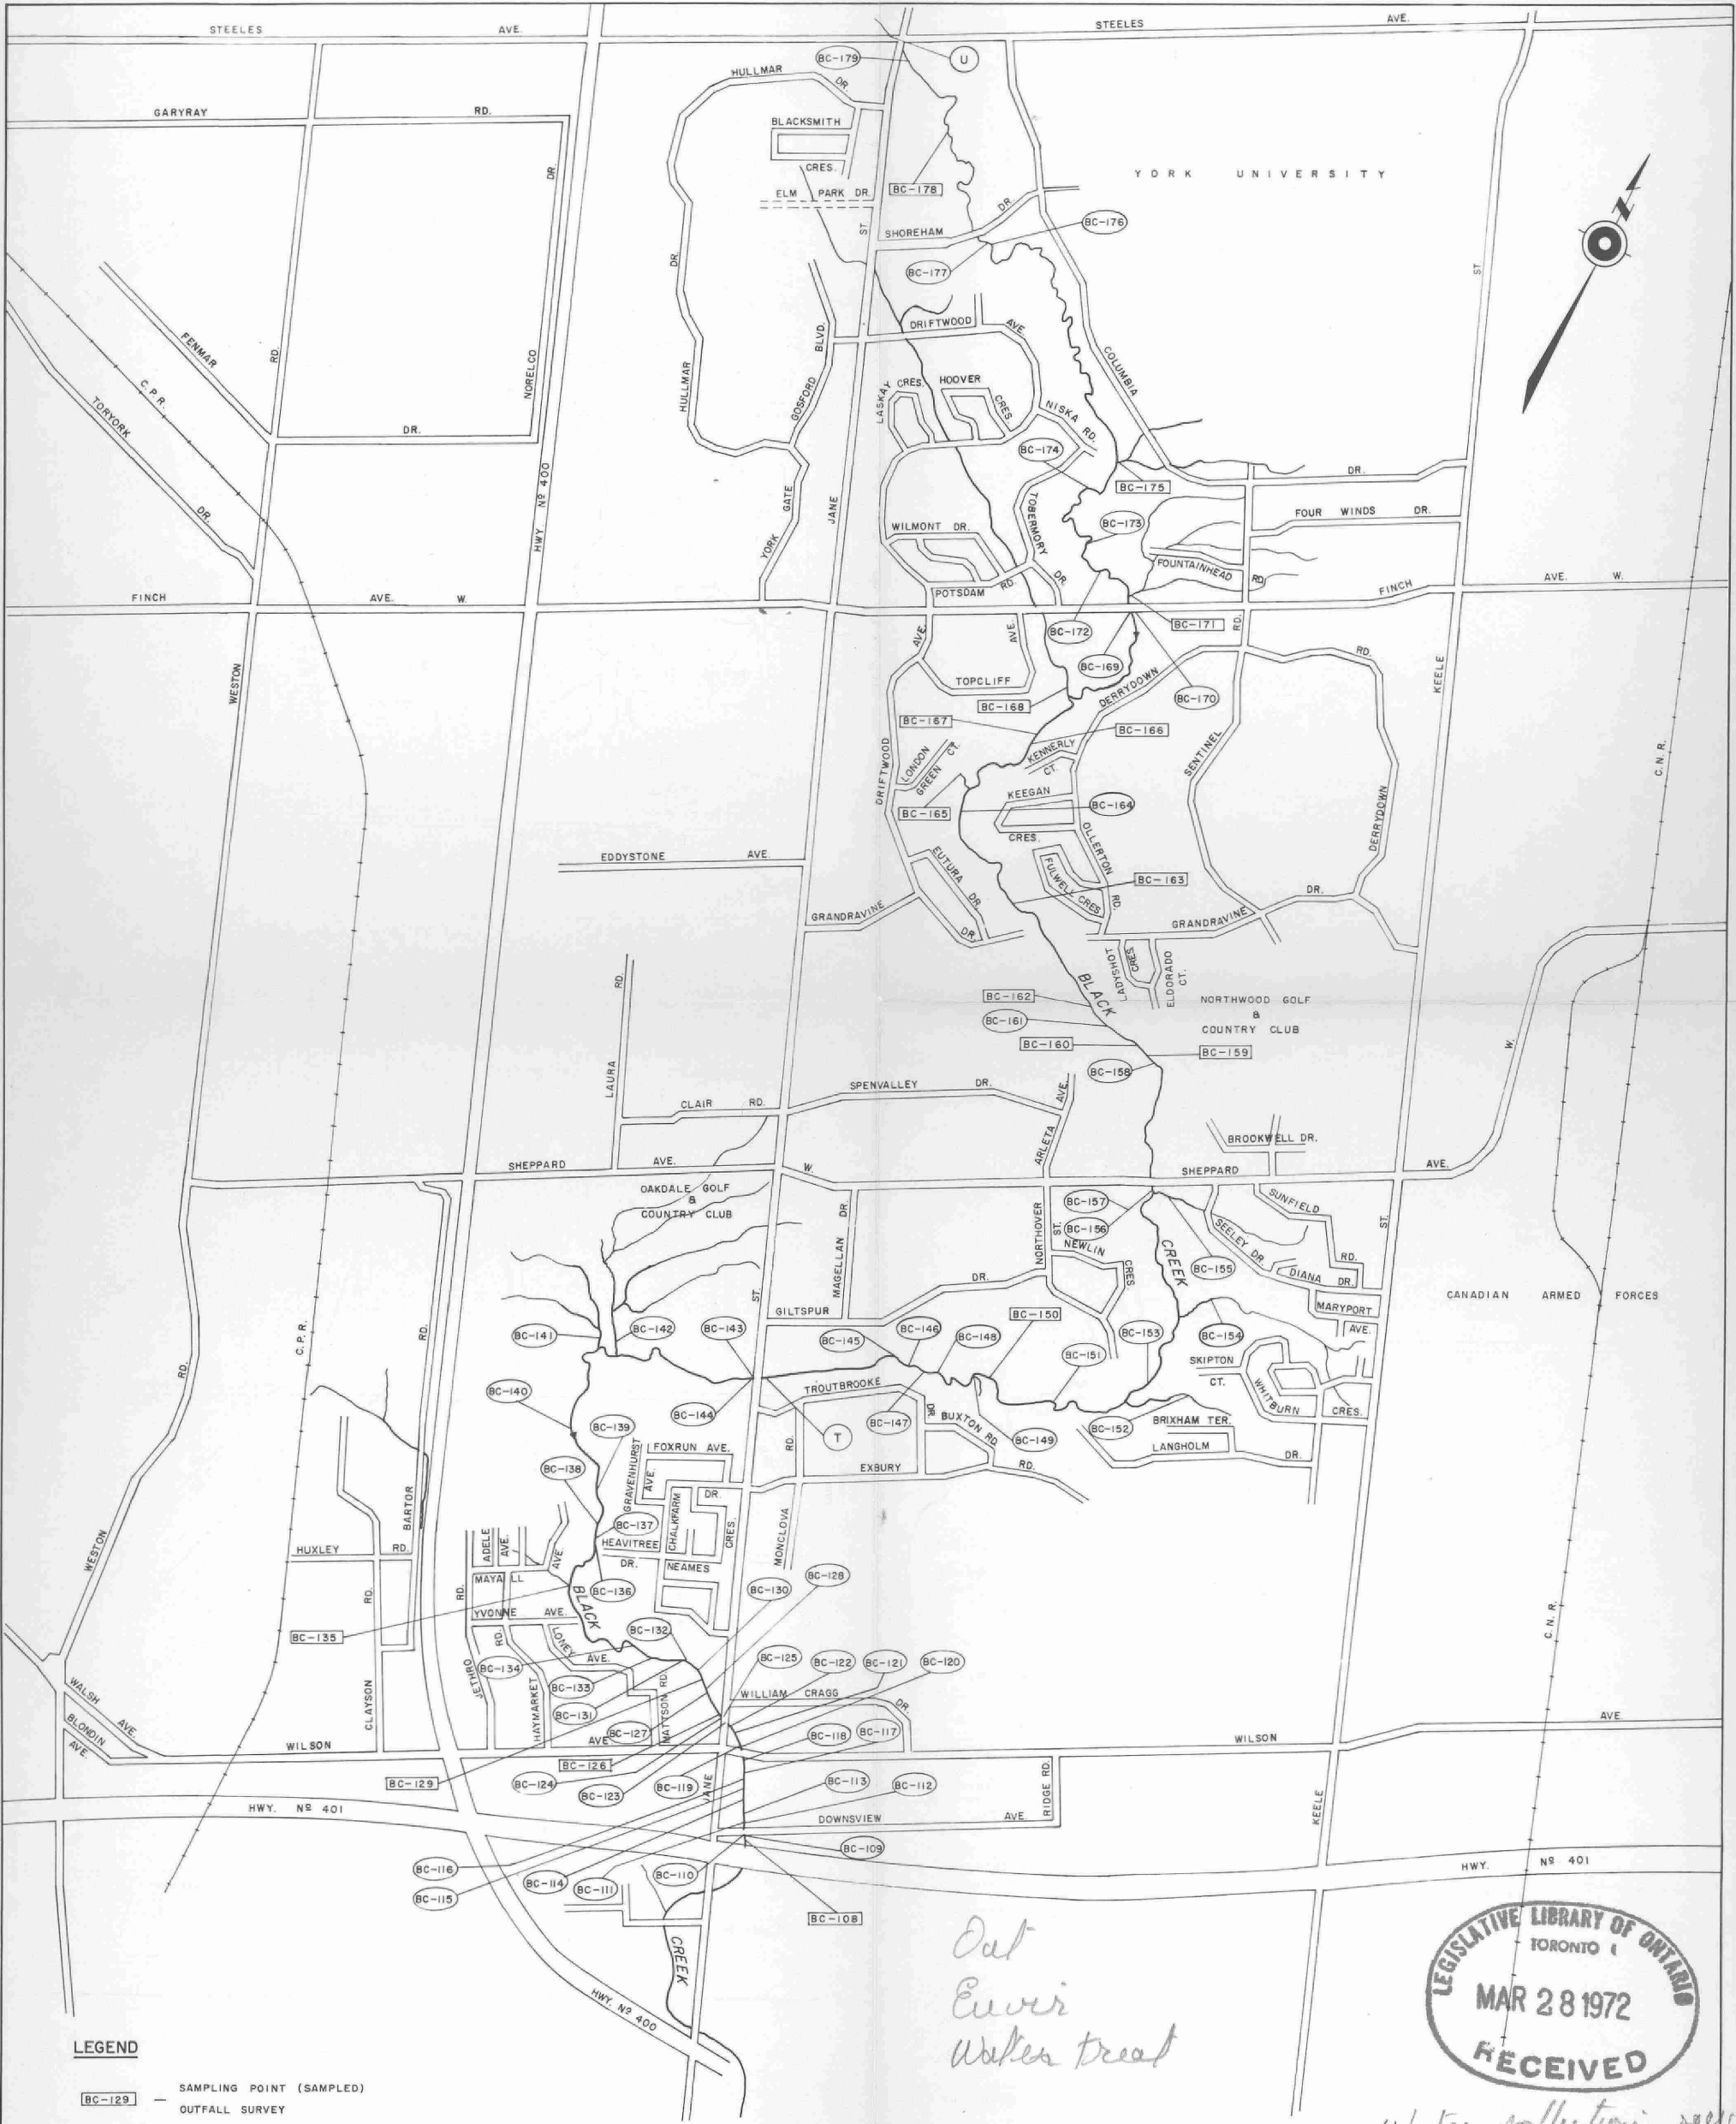 STEELES AVE.
STEELES AVE.
BC-179
U
HULLMAR DR.
GARYRAY RD.
BLACKSMITH
CRES.
ELM PARK DR.
BC-178
YORK UNIVERSITY
DR.
ST.
SHOREHAM DR.
BC-176
BC-177
N
ST.
DR.
FENMAR
C.P.R.
TORYORK
RD.
NORELCO
HULLMAR
GOSFORD
BLVD.
DRIFTWOOD AVE.
COLUMBIA
LASKAY CRES.
HOOVER
CRES.
NISKA RD.
DR.
BC-174
DR.
BC-175
HWY Nº 400
YORK GATE
JANE
DR.
WILMONT DR.
TOBERMORY
DR.
BC-173
FOUR WINDS DR.
FOUNTAINHEAD RD.
POTSDAM RD.
FINCH AVE. W.
FINCH AVE. W.
AVE.
AVE.
BC-172
BC-171
RD.
BC-169
RD.
WESTON
TOPCLIFF
DERRYDOWN
KEELE
BC-168
BC-170
BC-167
BC-166
KENNERLY
CT.
DRIFTWOOD
LONDON
GREEN CT.
SENTINEL
C.N.R.
KEEGAN
BC-165
BC-164
CRES.
OLLERTON
RD.
DERRYDOWN
EDDYSTONE AVE.
EUTURA DR.
FULWELL CRES.
BC-163
DR.
GRANDRAVINE
DR.
GRANDRAVINE
LADYSHOT
CRES.
ELDORADO
CT.
RD.
BLACK
BC-162
NORTHWOOD GOLF
&
COUNTRY CLUB
BC-161
BC-160
BC-159
W.
BC-158
LAURA
SPENVALLEY DR.
AVE.
CLAIR RD.
ARLETA
BROOKWELL DR.
SHEPPARD AVE.
W.
SHEPPARD
AVE.
OAKDALE GOLF
&
COUNTRY CLUB
DR.
BC-157
SUNFIELD
NORTHOVER
ST.
BC-156
SEELEY DR.
ST.
MAGELLAN
NEWLIN
CREEK
RD.
CRES.
BC-155
DR.
DIANA DR.
ST.
GILTSPUR
MARYPORT
AVE.
CANADIAN ARMED FORCES
BC-150
C.P.R.
RD.
BC-141
BC-142
BC-143
BC-145
BC-146
BC-148
BC-153
BC-154
BC-151
SKIPTON
CT.
RD.
BC-140
TROUTBROOKE
WHITBURN
CRES.
BC-144
BC-147
DR.
BUXTON RD
BC-152
BRIXHAM TER.
BC-139
T
BC-149
LANGHOLM
DR.
FOXRUN AVE.
RD.
EXBURY
RD.
BC-138
GRAVENHURST
AVE.
DR.
CHALKFARM
BARTOR
BC-137
HEAVITREE
DR.
CRES.
WESTON
ADELE
AVE.
HUXLEY RD.
AVE.
NEAMES
MONCLOVA
MAYALL
BC-136
BC-130
BC-128
RD.
RD.
BLACK
YVONNE AVE.
BC-135
BC-132
LONEY
AVE.
RD.
BC-134
BC-125
BC-122
BC-121
BC-120
C.N.R.
JETHRO
BC-133
WALSH
AVE.
WILLIAM CRAGG
DR.
CLAYSON
HAYMARKET
BC-131
MATTSON RD.
BLONDIN
AVE.
BC-127
BC-118
BC-117
AVE.
WILSON
AVE
WILSON
BC-126
BC-129
BC-124
BC-123
BC-119
JANE
BC-113
BC-112
RIDGE RD.
HWY. Nº 401
DOWNSVIEW AVE.
KEELE
BC-109
BC-116
BC-110
HWY. Nº 401
BC-115
BC-114
BC-111
BC-108
CREEK
HWY. Nº 400
Environ
Water treat
LEGISLATIVE LIBRARY OF ONTARIO
TORONTO
MAR 28 1972
RECEIVED
LEGEND
BC-129 — SAMPLING POINT (SAMPLED)
OUTFALL SURVEY